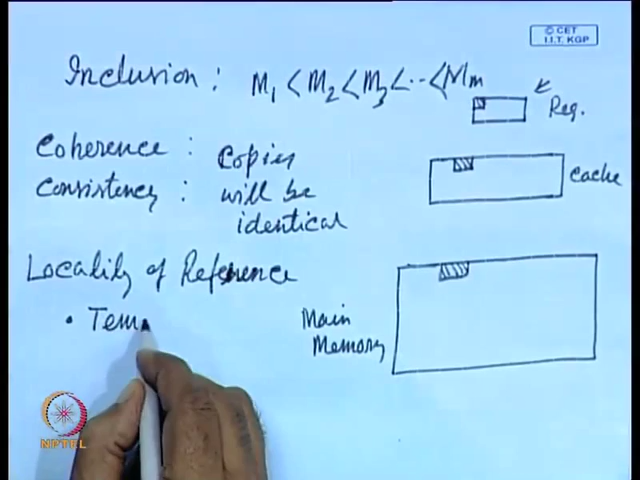 © CET
I.I.T. KGP
Inclusion : M1 < M2 < M3 < .. < Mm
Reg.
Coherence : Copies
Consistency : will be
identical
Cache
Locality of Reference
• Tem
Main
Memory
NPTEL